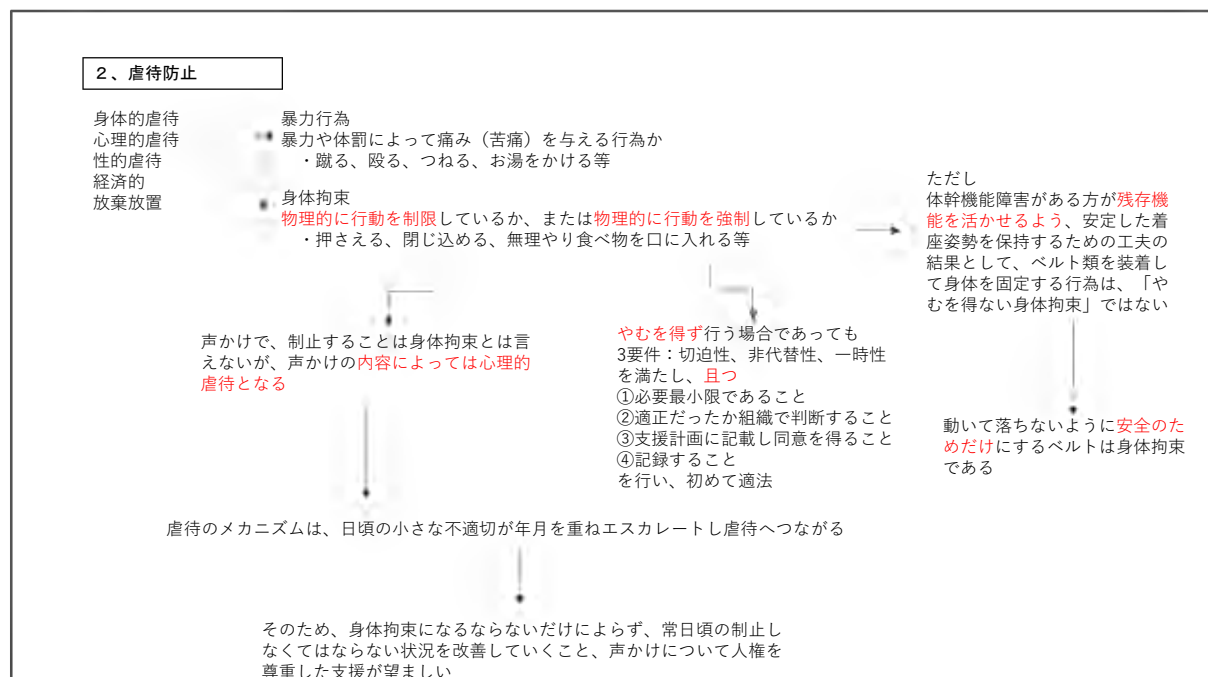 2、虐待防止
身体的虐待
心理的虐待
性的虐待
経済的
放棄放置
暴力行為
暴力や体罰によって痛み（苦痛）を与える行為か
・蹴る、殴る、つねる、お湯をかける等
身体拘束
物理的に行動を制限しているか、または物理的に行動を強制しているか
・押さえる、閉じ込める、無理やり食べ物を口に入れる等
ただし
体幹機能障害がある方が残存機
能を活かせるよう、安定した着
座姿勢を保持するための工夫の
結果として、ベルト類を装着し
て身体を固定する行為は、「や
むを得ない身体拘束」ではない
声かけで、制止することは身体拘束とは言
えないが、声かけの内容によっては心理的
虐待となる
やむを得ず行う場合であっても
3要件：切迫性、非代替性、一時性
を満たし、且つ
①必要最小限であること
②適正だったか組織で判断すること
③支援計画に記載し同意を得ること
④記録すること
を行い、初めて適法
動いて落ちないように安全のた
めだけにするベルトは身体拘束
である
虐待のメカニズムは、日頃の小さな不適切が年月を重ねエスカレートし虐待へつながる
そのため、身体拘束になるならないだけによらず、常日頃の制止し
なくてはならない状況を改善していくこと、声かけについて人権を
尊重した支援が望ましい